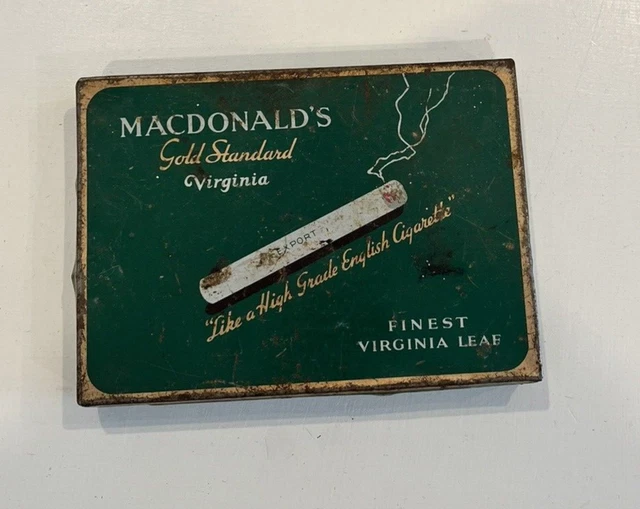 MACDONALD'S
Gold Standard
Virginia
EXPORT
"Like a High Grade English Cigarette"
FINEST
VIRGINIA LEAF